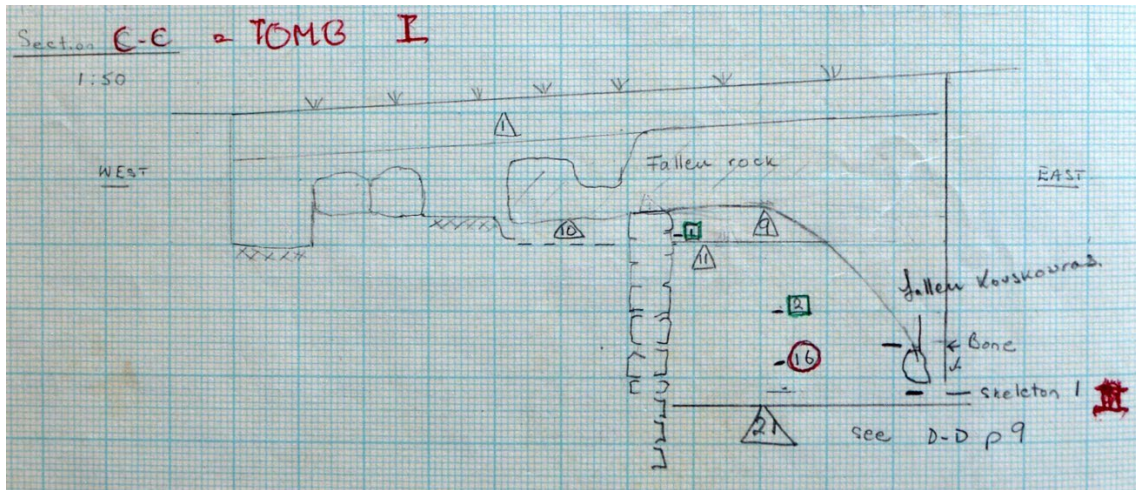 Section C-C = TOMB I
1:50
1
WEST
Fallen rock
EAST
10
1
9
11
fallen Kouskouras.
2
16
← Bone
Skeleton 1
21
see D-D p 9